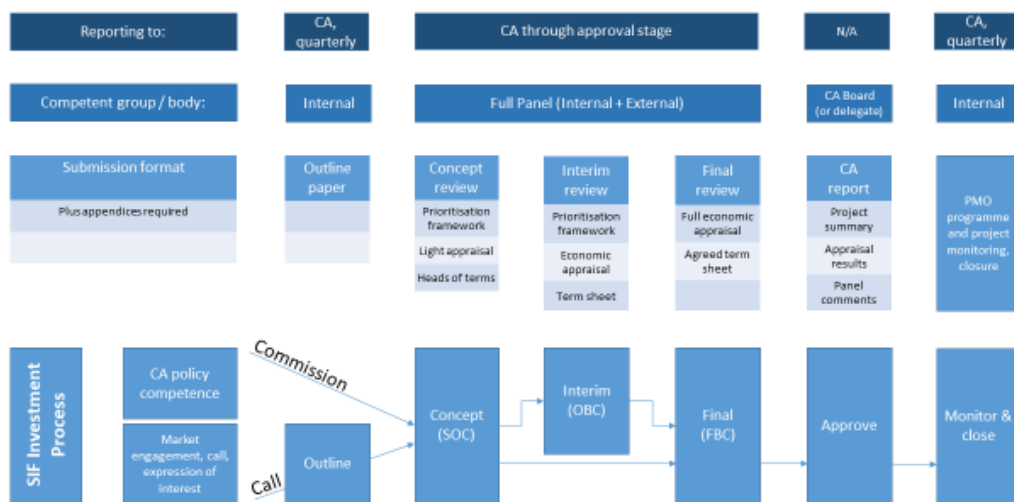 Reporting to:
CA,
quarterly
CA through approval stage
N/A
CA,
quarterly
Competent group / body:
Internal
Full Panel (Internal + External)
CA Board
(or delegate)
Internal
Submission format
Plus appendices required
Outline
paper
Concept
review
Prioritisation
framework
Light appraisal
Heads of terms
Interim
review
Prioritisation
framework
Economic
appraisal
Term sheet
Final
review
Full economic
appraisal
Agreed term
sheet
CA
report
Project
summary
Appraisal
results
Panel
comments
PMO
programme
and project
monitoring,
closure
SIF Investment
Process
CA policy
competence
Market
engagement, call,
expression of
interest
Commission
Call
Outline
Concept
(SOC)
Interim
(OBC)
Final
(FBC)
Approve
Monitor &
close